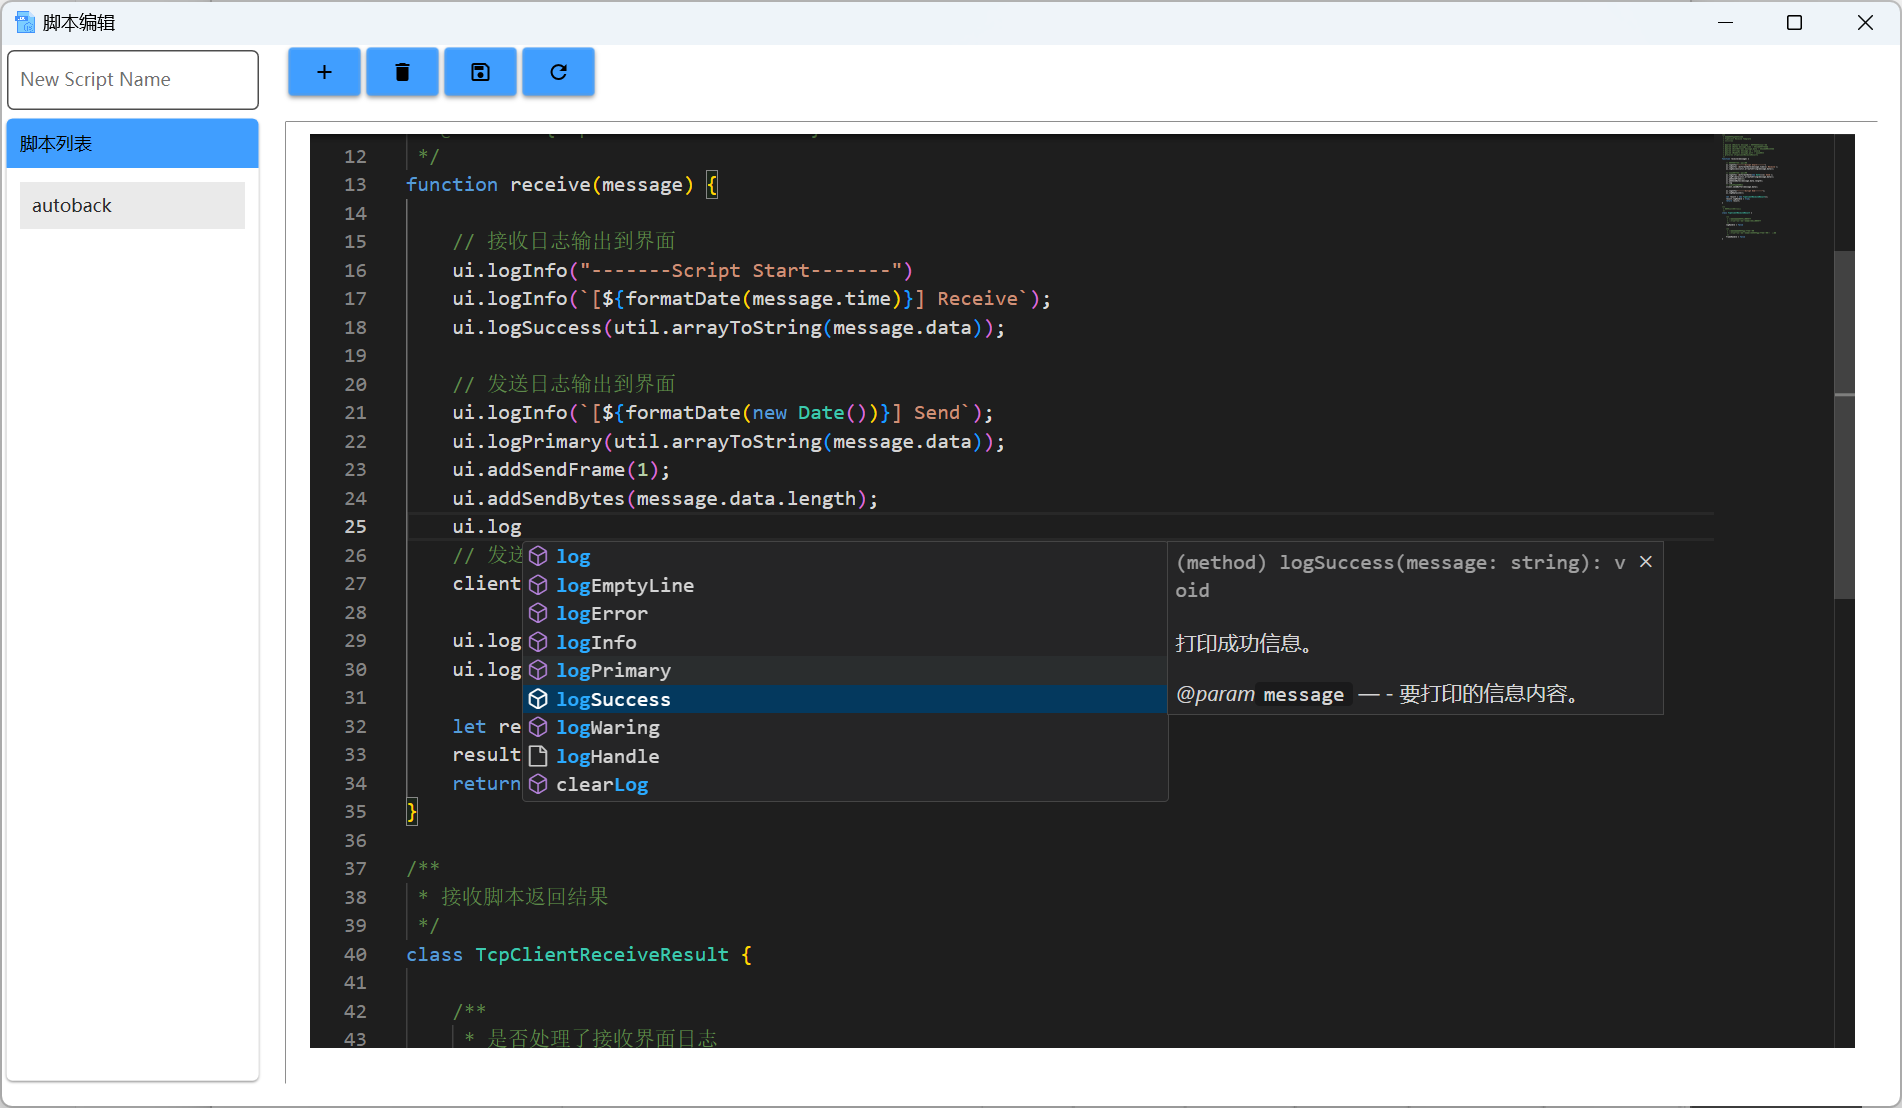 脚本编辑
New Script Name
脚本列表
autoback
12 */
13 function receive(message) {
14
15 // 接收日志输出到界面
16 ui.logInfo("-------Script Start-------")
17 ui.logInfo(`[${formatDate(message.time)}] Receive`);
18 ui.logSuccess(util.arrayToString(message.data));
19
20 // 发送日志输出到界面
21 ui.logInfo(`[${formatDate(new Date())}] Send`);
22 ui.logPrimary(util.arrayToString(message.data));
23 ui.addSendFrame(1);
24 ui.addSendBytes(message.data.length);
25 ui.log
26 // 发送
27 client
28
29 ui.log
30 ui.log
31
32 let re
33 result
34 return
35 }
36
37 /**
38 * 接收脚本返回结果
39 */
40 class TcpClientReceiveResult {
41
42 /**
43 * 是否处理了接收界面日志
log
logEmptyLine
logError
logInfo
logPrimary
logSuccess
logWaring
logHandle
clearLog
(method) logSuccess(message: string): v
oid
打印成功信息。
@param message — - 要打印的信息内容。